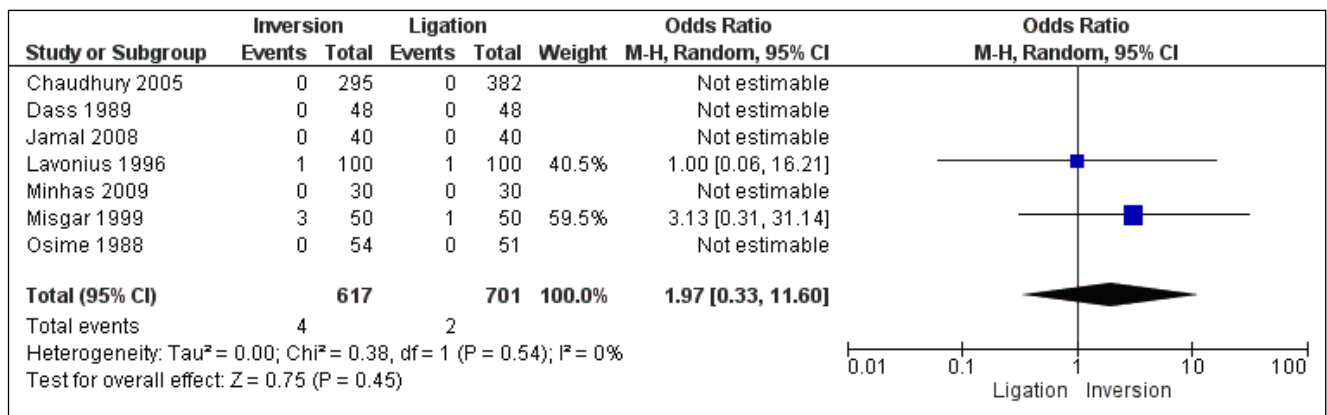 Inversion Ligation Odds Ratio Odds Ratio
Study or Subgroup Events Total Events Total Weight M-H, Random, 95% CI M-H, Random, 95% CI
Chaudhury 2005 0 295 0 382 Not estimable
Dass 1989 0 48 0 48 Not estimable
Jamal 2008 0 40 0 40 Not estimable
Lavonius 1996 1 100 1 100 40.5% 1.00 [0.06, 16.21]
Minhas 2009 0 30 0 30 Not estimable
Misgar 1999 3 50 1 50 59.5% 3.13 [0.31, 31.14]
Osime 1988 0 54 0 51 Not estimable
Total (95% CI) 617 701 100.0% 1.97 [0.33, 11.60]
Total events 4 2
Heterogeneity: Tau² = 0.00; Chi² = 0.38, df = 1 (P = 0.54); I² = 0%
Test for overall effect: Z = 0.75 (P = 0.45)
0.01 0.1 1 10 100
Ligation Inversion